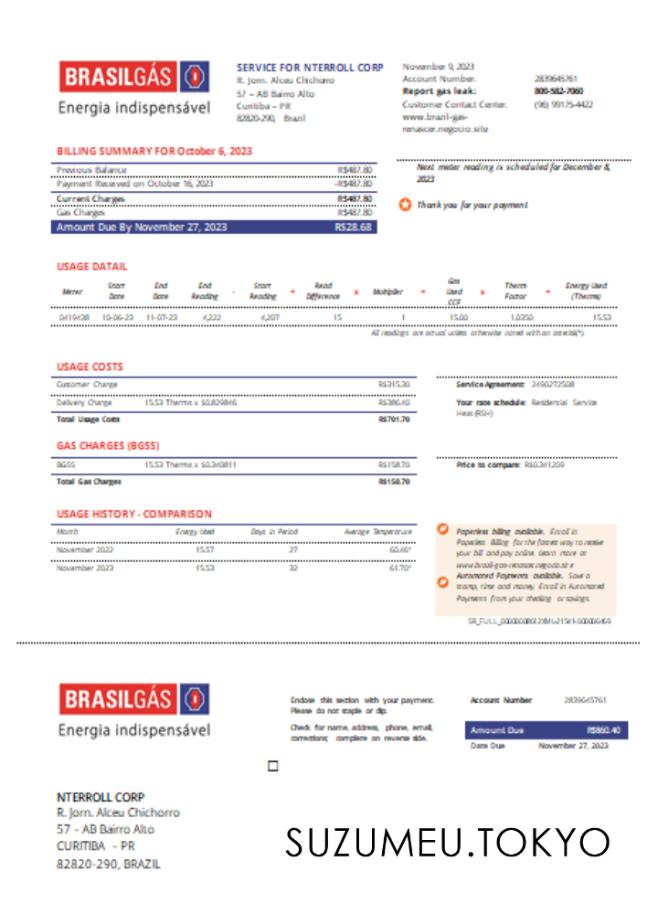 BRASILGÁS
Energia indispensável
SERVICE FOR NTERROLL CORP
R. Jorn. Alceu Chichorro
57 – AB Bairro Alto
Curitiba – PR
82820-290, Brazil
November 9, 2023
Account Number: 2839645761
Report gas leak: 800-582-7060
Customer Contact Center: (96) 99175-4422
www.brazil-gas-
renascer.negocio.site
BILLING SUMMARY FOR October 6, 2023
Previous Balance R$487.80
Payment Received on October 16, 2023 -R$487.80
Current Charges R$487.80
Gas Charges R$487.80
Amount Due By November 27, 2023 R$28.68
Next meter reading is scheduled for December 8,
2023
Thank you for your payment
USAGE DATAIL
Meter Start Date End Date End Reading - Start Reading = Read Difference x Multiplier = Gas Used CCF x Therm Factor = Energy Used (Therms)
10-06-23 11-07-23 4,222 4,207 15 1 15.00 1.0350 15.53
All readings are actual unless otherwise noted with an asterisk(*).
USAGE COSTS
Customer Charge R$315.30
Delivery Charge 15.53 Therms x $0.829846 R$386.40
Total Usage Costs R$701.70
Service Agreement: 2490272508
Your rate schedule: Residential Service
Heat (RSH)
GAS CHARGES (BGSS)
BGSS 15.53 Therms x $0.340811 R$158.70
Total Gas Charges R$158.70
Price to compare: R$0.341209
USAGE HISTORY - COMPARISON
Month Energy Used Days In Period Average Temperature
November 2022 15.57 27 60.40°
November 2023 15.53 32 61.70°
Paperless billing available. Enroll in
Paperless Billing for the fastest way to receive
your bill and pay online. Learn more at
www.brazil-gas-renascer.negocio.site
Automated Payments available. Save a
stamp, time and money. Enroll in Automated
Payments from your checking or savings.
BRASILGÁS
Energia indispensável
Endose this section with your payment.
Please do not staple or clip.
Check for name, address, phone, email,
corrections; complete on reverse side.
Account Number 2839645761
Amount Due R$860.40
Date Due November 27, 2023
NTERROLL CORP
R. Jorn. Alceu Chichorro
57 – AB Bairro Alto
CURITIBA – PR
82820-290, BRAZIL
SUZUMEU.TOKYO